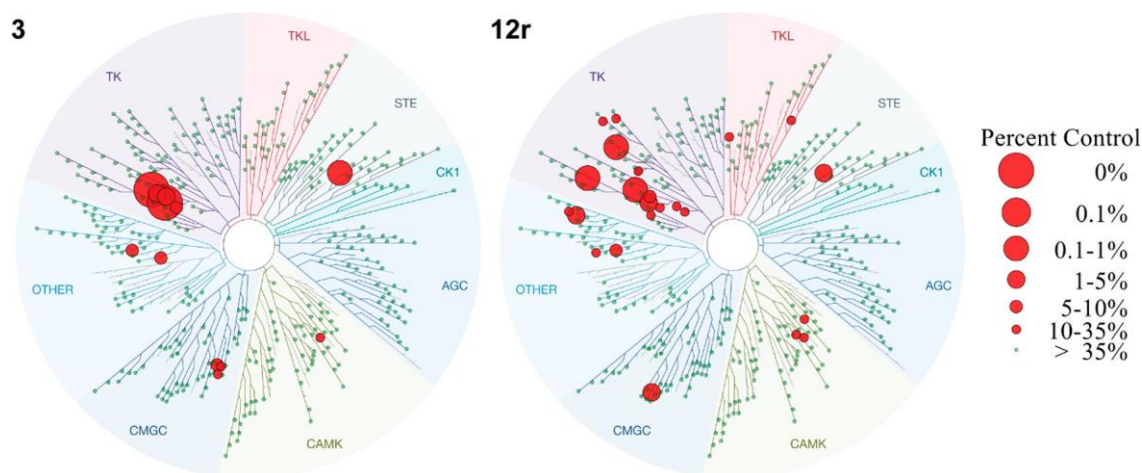 3
TKL
TK
STE
CK1
OTHER
AGC
CMGC
CAMK
12r
TKL
TK
STE
CK1
OTHER
AGC
CMGC
CAMK
Percent Control
0%
0.1%
0.1-1%
1-5%
5-10%
10-35%
> 35%